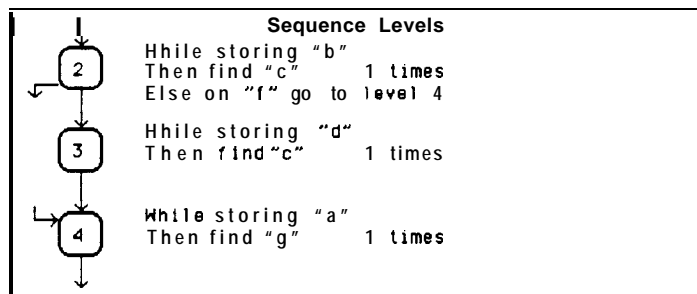 Sequence Levels
Hhile storing "b"
2
Then find "c" 1 times
Else on "f" go to level 4
Hhile storing "d"
3
Then find "c" 1 times
While storing "a"
4
Then find "g" 1 times